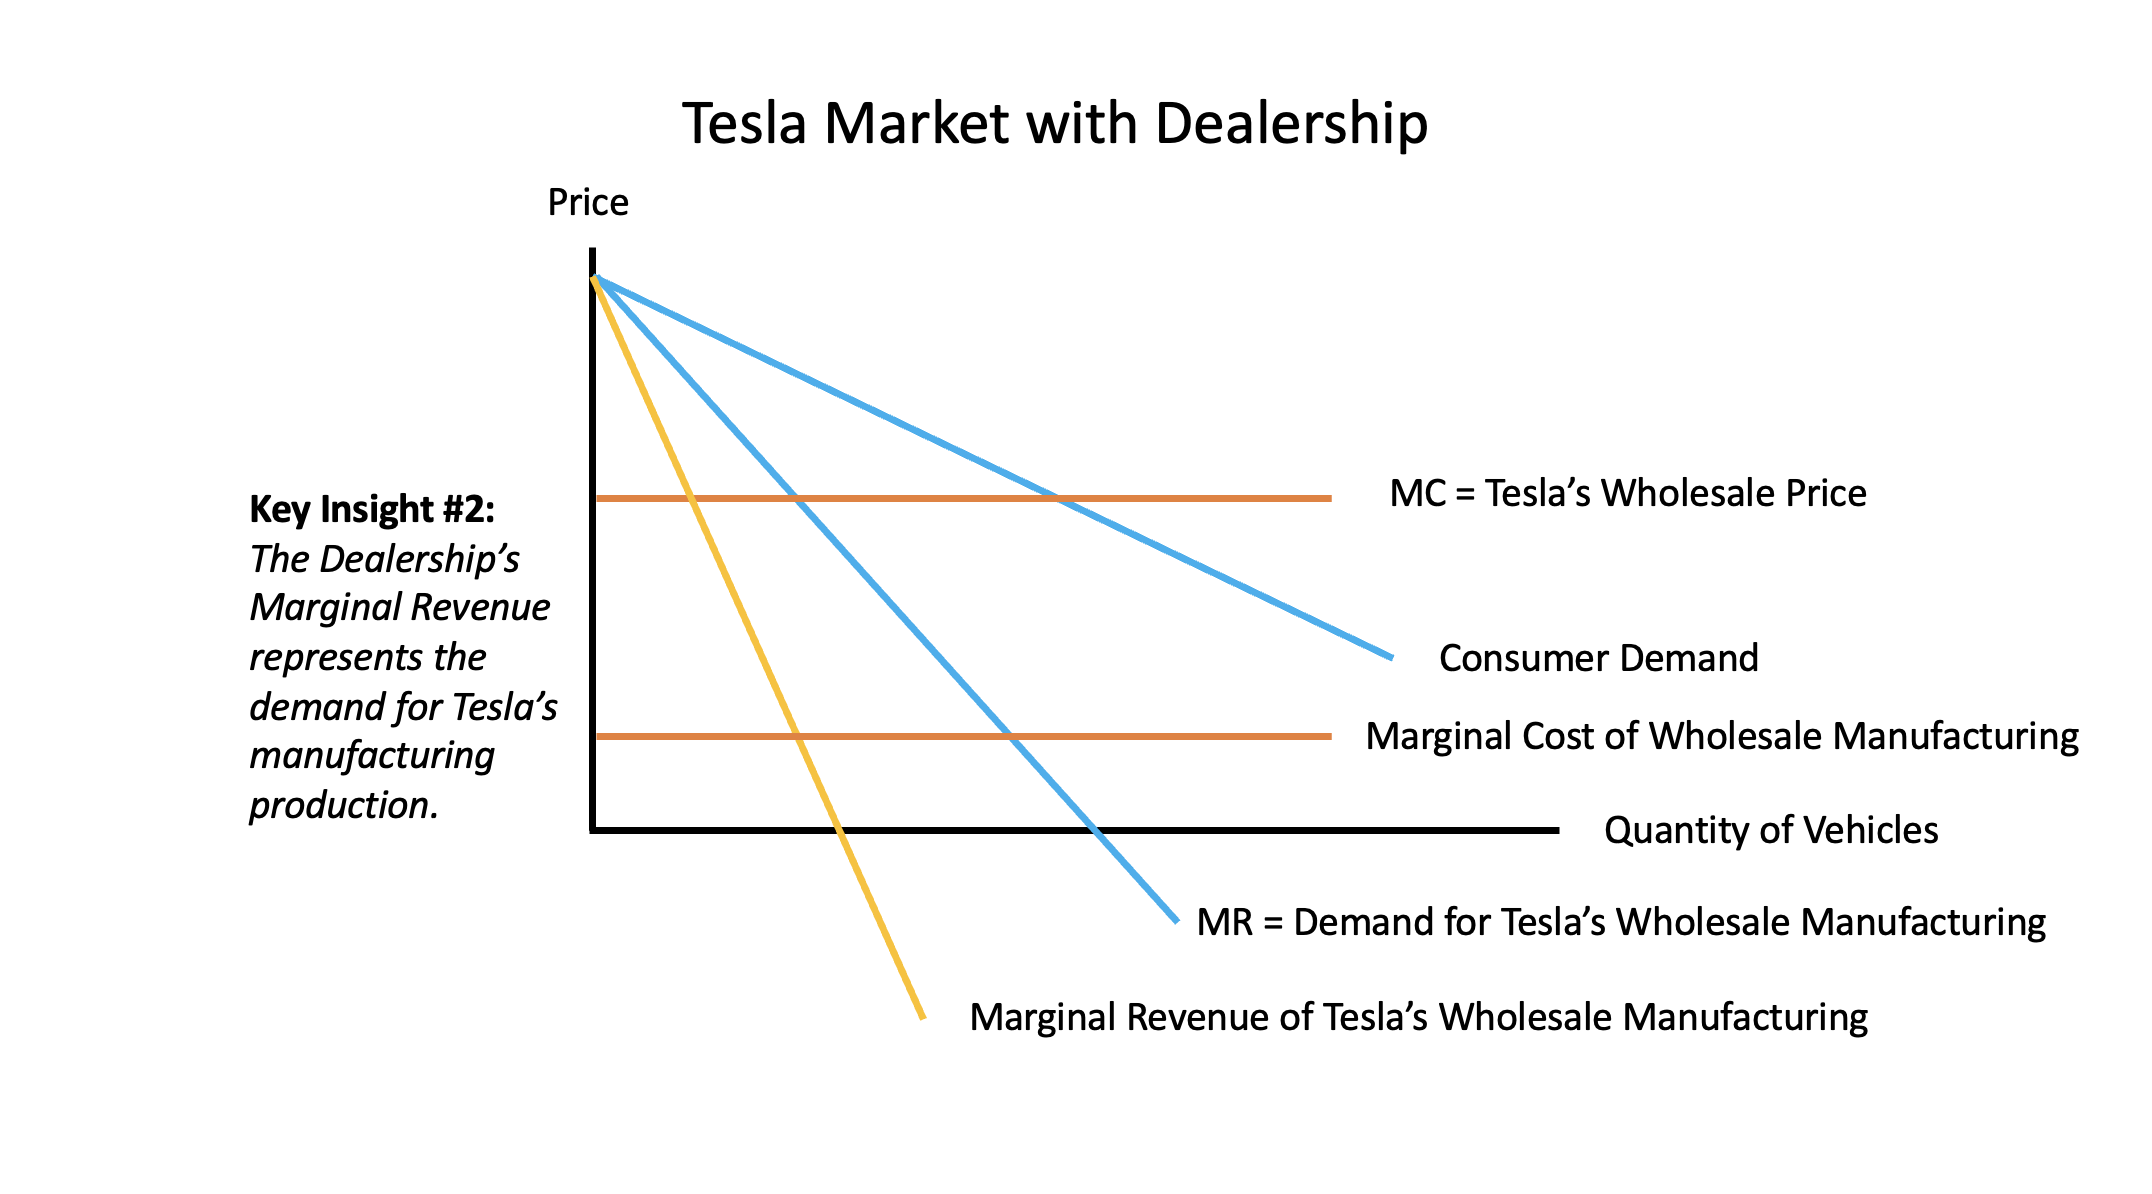 Tesla Market with Dealership
Price
Key Insight #2:
The Dealership’s
Marginal Revenue
represents the
demand for Tesla’s
manufacturing
production.
MC = Tesla’s Wholesale Price
Consumer Demand
Marginal Cost of Wholesale Manufacturing
Quantity of Vehicles
MR = Demand for Tesla’s Wholesale Manufacturing
Marginal Revenue of Tesla’s Wholesale Manufacturing